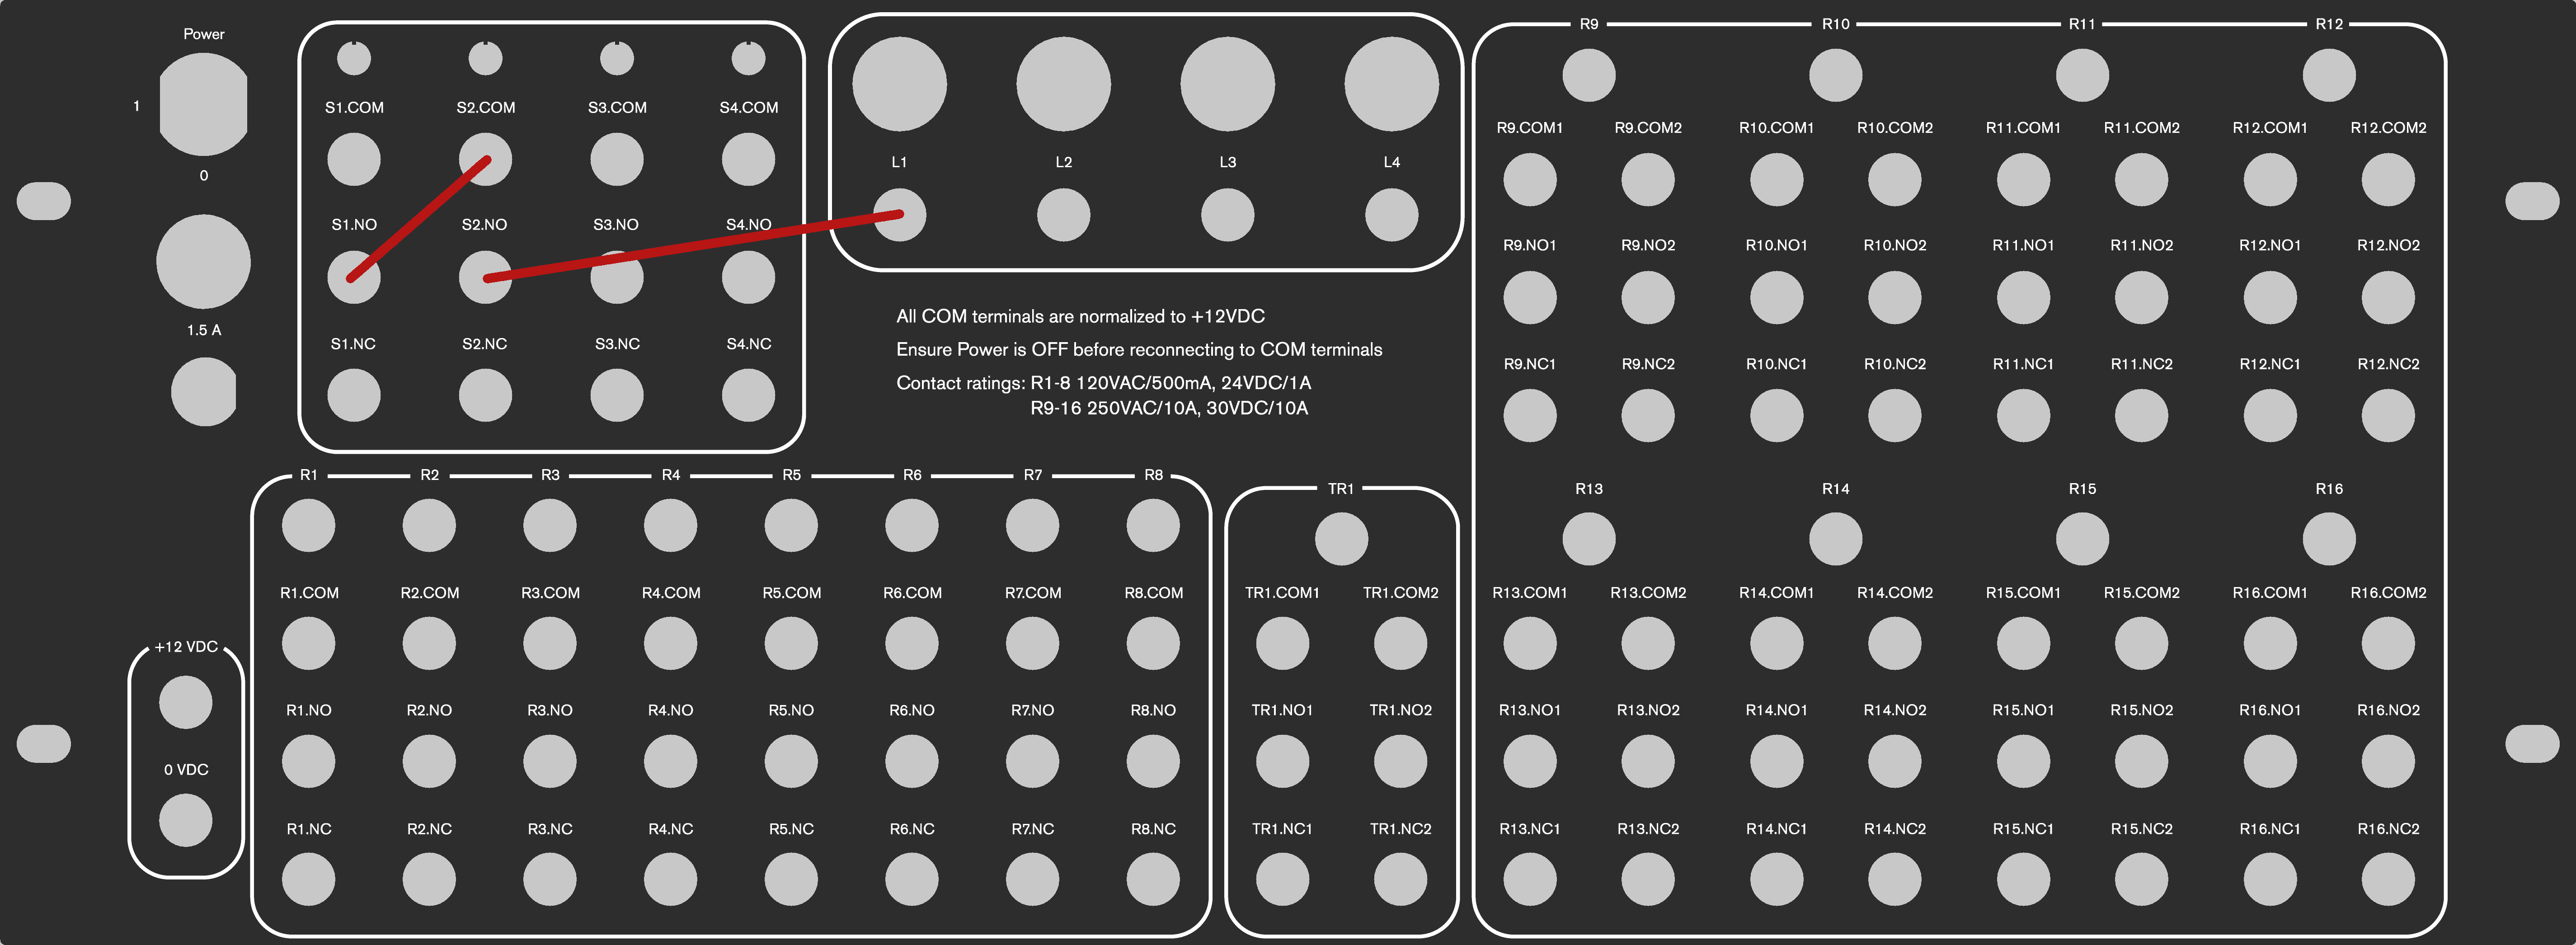 Power
1
0
1.5 A
S1.COM S2.COM S3.COM S4.COM
S1.NO S2.NO S3.NO S4.NO
S1.NC S2.NC S3.NC S4.NC
L1 L2 L3 L4
All COM terminals are normalized to +12VDC
Ensure Power is OFF before reconnecting to COM terminals
Contact ratings: R1-8 120VAC/500mA, 24VDC/1A
R9-16 250VAC/10A, 30VDC/10A
R9 R10 R11 R12
R9.COM1 R9.COM2 R10.COM1 R10.COM2 R11.COM1 R11.COM2 R12.COM1 R12.COM2
R9.NO1 R9.NO2 R10.NO1 R10.NO2 R11.NO1 R11.NO2 R12.NO1 R12.NO2
R9.NC1 R9.NC2 R10.NC1 R10.NC2 R11.NC1 R11.NC2 R12.NC1 R12.NC2
+12 VDC
0 VDC
R1 R2 R3 R4 R5 R6 R7 R8
R1.COM R2.COM R3.COM R4.COM R5.COM R6.COM R7.COM R8.COM
R1.NO R2.NO R3.NO R4.NO R5.NO R6.NO R7.NO R8.NO
R1.NC R2.NC R3.NC R4.NC R5.NC R6.NC R7.NC R8.NC
TR1
TR1.COM1 TR1.COM2
TR1.NO1 TR1.NO2
TR1.NC1 TR1.NC2
R13 R14 R15 R16
R13.COM1 R13.COM2 R14.COM1 R14.COM2 R15.COM1 R15.COM2 R16.COM1 R16.COM2
R13.NO1 R13.NO2 R14.NO1 R14.NO2 R15.NO1 R15.NO2 R16.NO1 R16.NO2
R13.NC1 R13.NC2 R14.NC1 R14.NC2 R15.NC1 R15.NC2 R16.NC1 R16.NC2